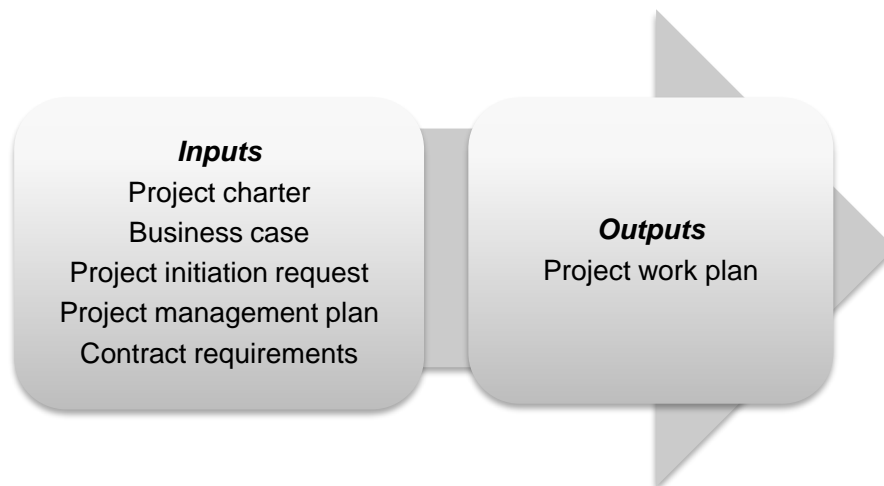 Inputs
Project charter
Business case
Project initiation request
Project management plan
Contract requirements
Outputs
Project work plan